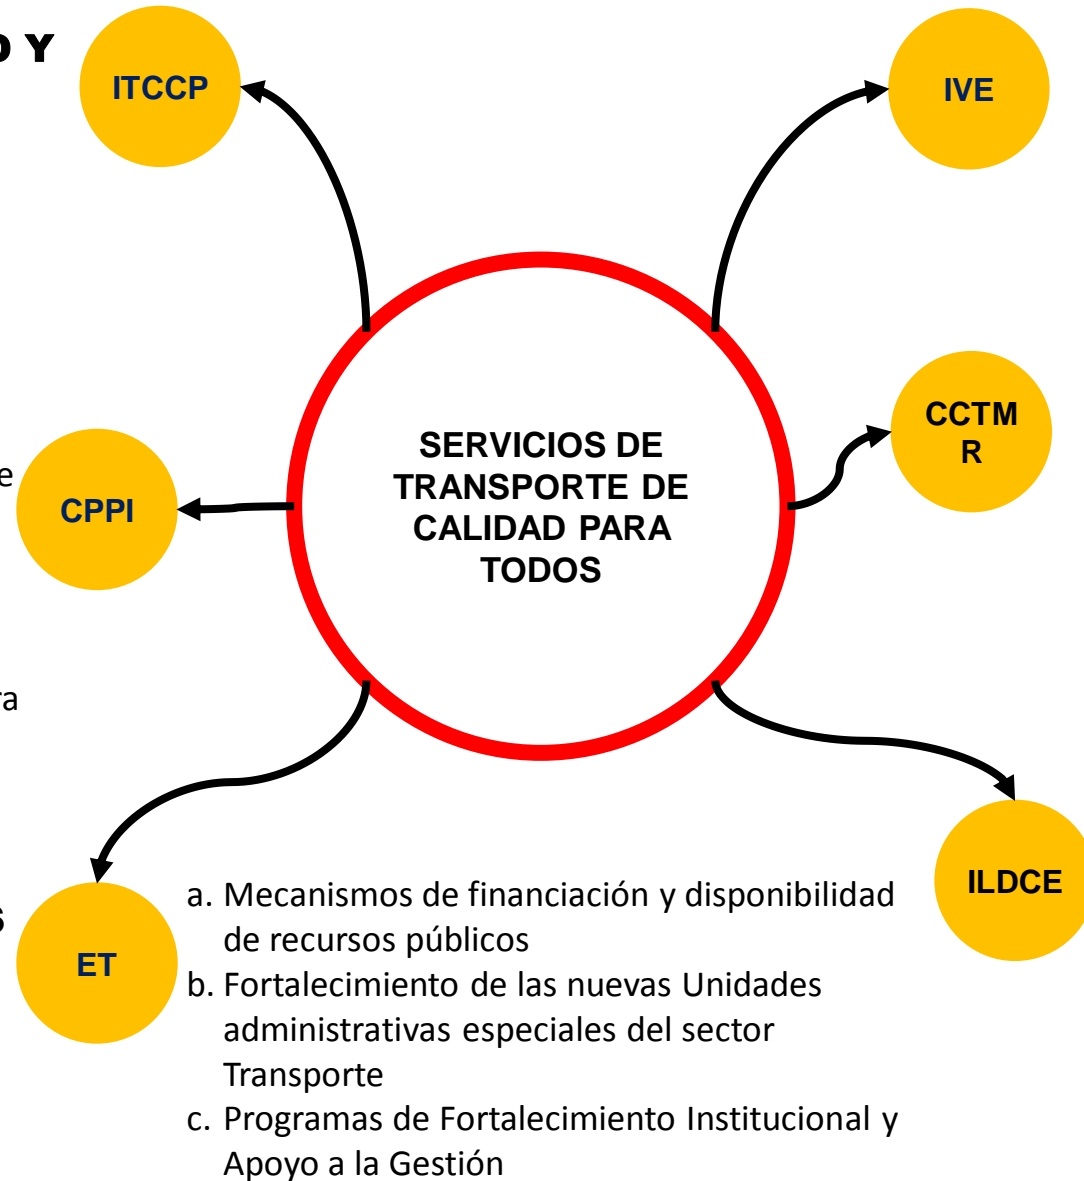 D Y
ITCCP
IVE
CCTM
R
SERVICIOS DE
TRANSPORTE DE
CALIDAD PARA
TODOS
e
CPPI
ra
ILDCE
S
ET
a. Mecanismos de financiación y disponibilidad
de recursos públicos
b. Fortalecimiento de las nuevas Unidades
administrativas especiales del sector
Transporte
c. Programas de Fortalecimiento Institucional y
Apoyo a la Gestión